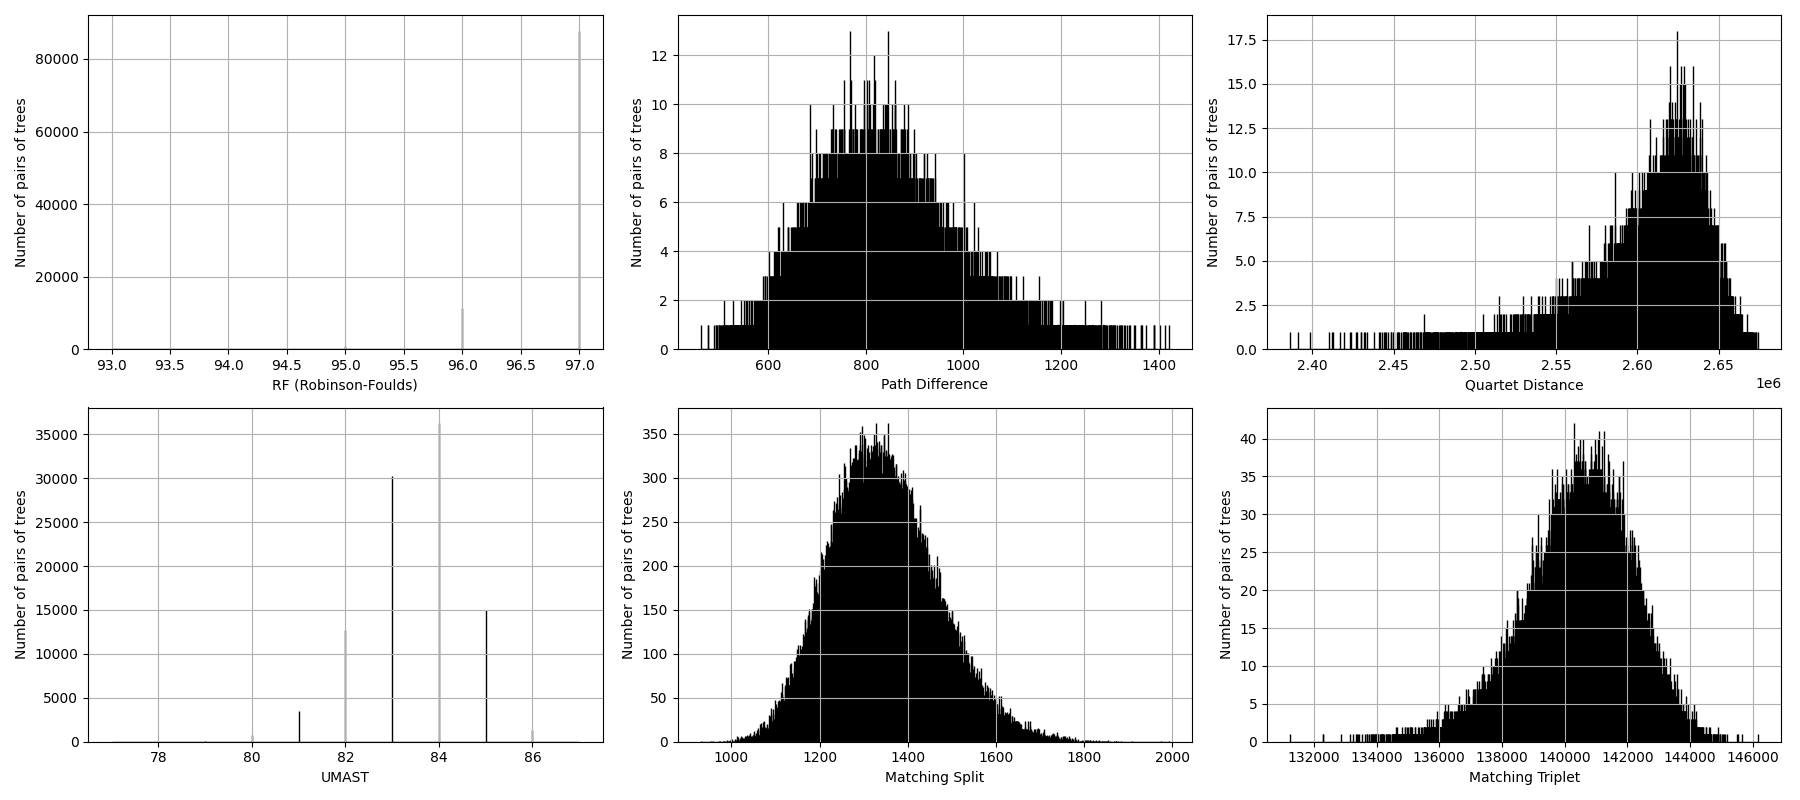 Number of pairs of trees
80000
60000
40000
20000
0
93.0 93.5 94.0 94.5 95.0 95.5 96.0 96.5 97.0
RF (Robinson-Foulds)
Number of pairs of trees
12
10
8
6
4
2
0
600 800 1000 1200 1400
Path Difference
Number of pairs of trees
17.5
15.0
12.5
10.0
7.5
5.0
2.5
0.0
2.40 2.45 2.50 2.55 2.60 2.65
1e6
Quartet Distance
Number of pairs of trees
35000
30000
25000
20000
15000
10000
5000
0
78 80 82 84 86
UMAST
Number of pairs of trees
350
300
250
200
150
100
50
0
1000 1200 1400 1600 1800 2000
Matching Split
Number of pairs of trees
40
35
30
25
20
15
10
5
0
132000 134000 136000 138000 140000 142000 144000 146000
Matching Triplet